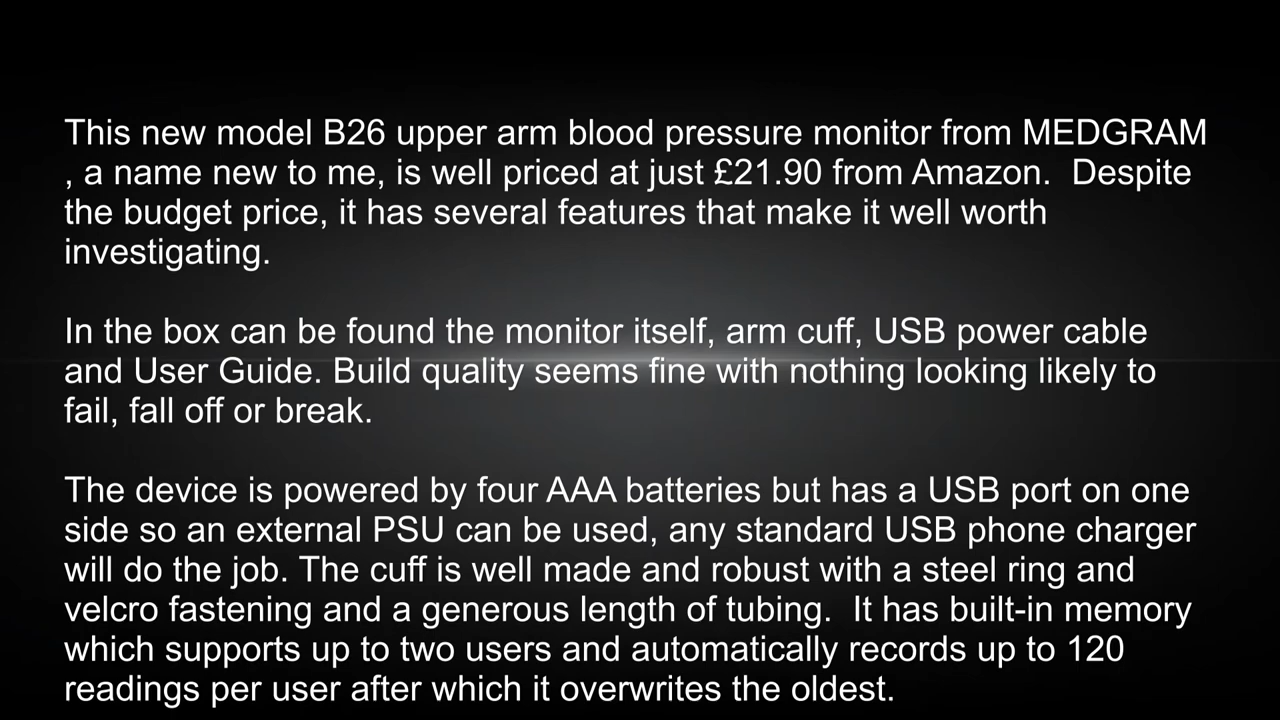 This new model B26 upper arm blood pressure monitor from MEDGRAM
, a name new to me, is well priced at just £21.90 from Amazon.  Despite
the budget price, it has several features that make it well worth
investigating.

In the box can be found the monitor itself, arm cuff, USB power cable
and User Guide. Build quality seems fine with nothing looking likely to
fail, fall off or break.

The device is powered by four AAA batteries but has a USB port on one
side so an external PSU can be used, any standard USB phone charger
will do the job. The cuff is well made and robust with a steel ring and
velcro fastening and a generous length of tubing.  It has built-in memory
which supports up to two users and automatically records up to 120
readings per user after which it overwrites the oldest.